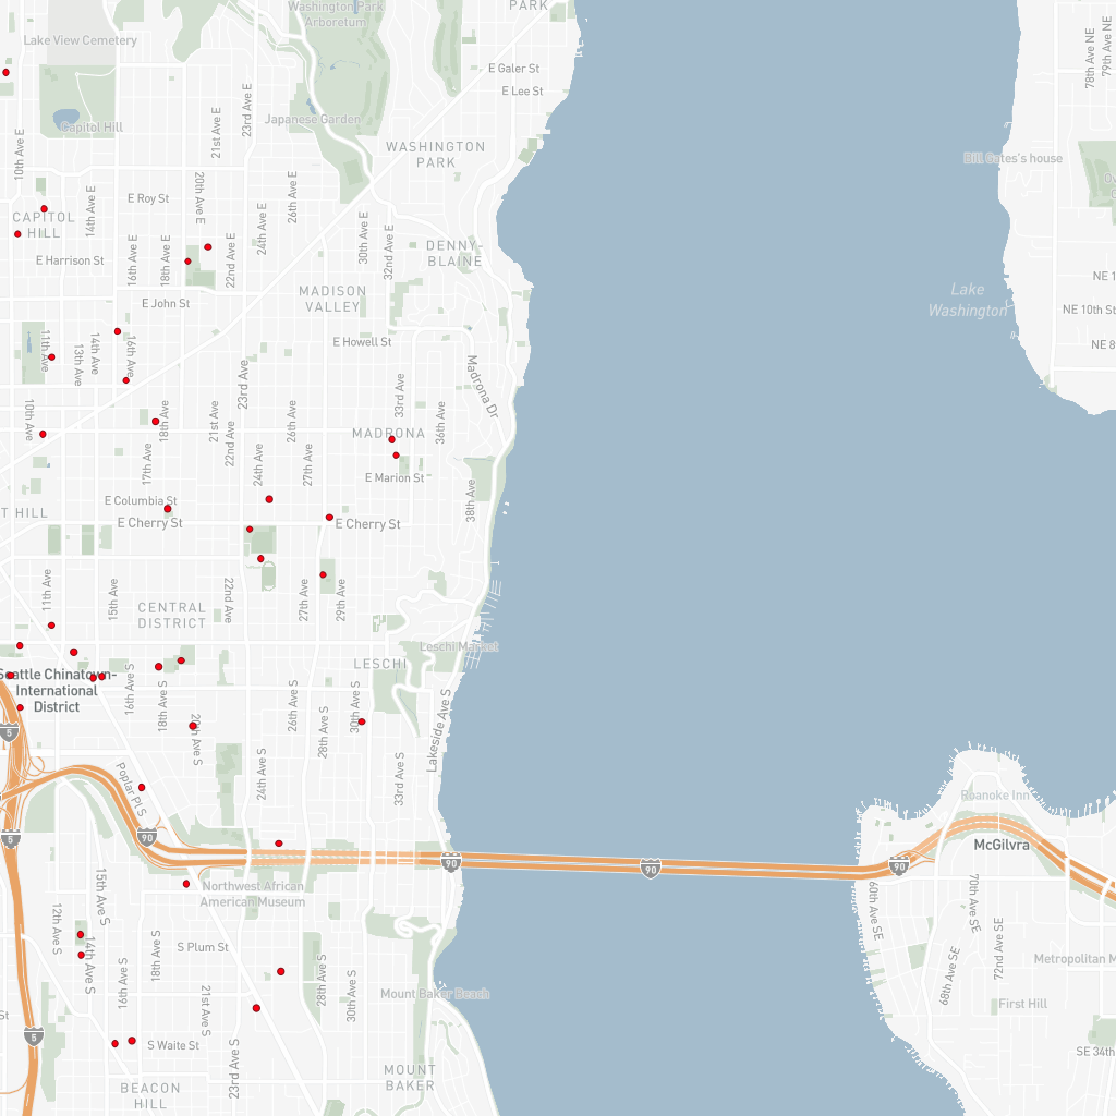 Washington Park
Arboretum
PARK
Lake View Cemetery
E Galer St
E Lee St
78th Ave NE
79th Ave NE
23rd Ave E
21st Ave E
Capitol Hill
Japanese Garden
10th Ave E
WASHINGTON
PARK
Bill Gates's house
20th Ave E
26th Ave E
14th Ave E
E Roy St
24th Ave E
30th Ave E
32nd Ave E
CAPITOL
HILL
16th Ave E
18th Ave E
22nd Ave E
DENNY-
BLAINE
E Harrison St
NE 1
MADISON
VALLEY
Lake
Washington
E John St
NE 10th St
11th Ave
13th Ave
14th Ave
16th Ave
E Howell St
NE 8
23rd Ave
Madrona Dr
33rd Ave
10th Ave
18th Ave
21st Ave
22nd Ave
26th Ave
36th Ave
MADRONA
17th Ave
24th Ave
27th Ave
E Marion St
38th Ave
E Columbia St
T HILL
E Cherry St
E Cherry St
11th Ave
15th Ave
22nd Ave
27th Ave
29th Ave
CENTRAL
DISTRICT
Leschi Market
LESCHI
Seattle Chinatown-
International
District
16th Ave S
18th Ave S
20th Ave S
26th Ave S
28th Ave S
30th Ave S
Lakeside Ave S
5
24th Ave S
33rd Ave S
Poplar Pl S
Roanoke Inn
5
90
90
90
90
McGilvra
15th Ave S
Northwest African
American Museum
60th Ave SE
70th Ave SE
12th Ave S
14th Ave S
18th Ave S
S Plum St
72nd Ave SE
68th Ave SE
Metropolitan M
16th Ave S
21st Ave S
28th Ave S
30th Ave S
Mount Baker Beach
First Hill
St
5
S Waite St
23rd Ave S
SE 34th
MOUNT
BAKER
BEACON
HILL